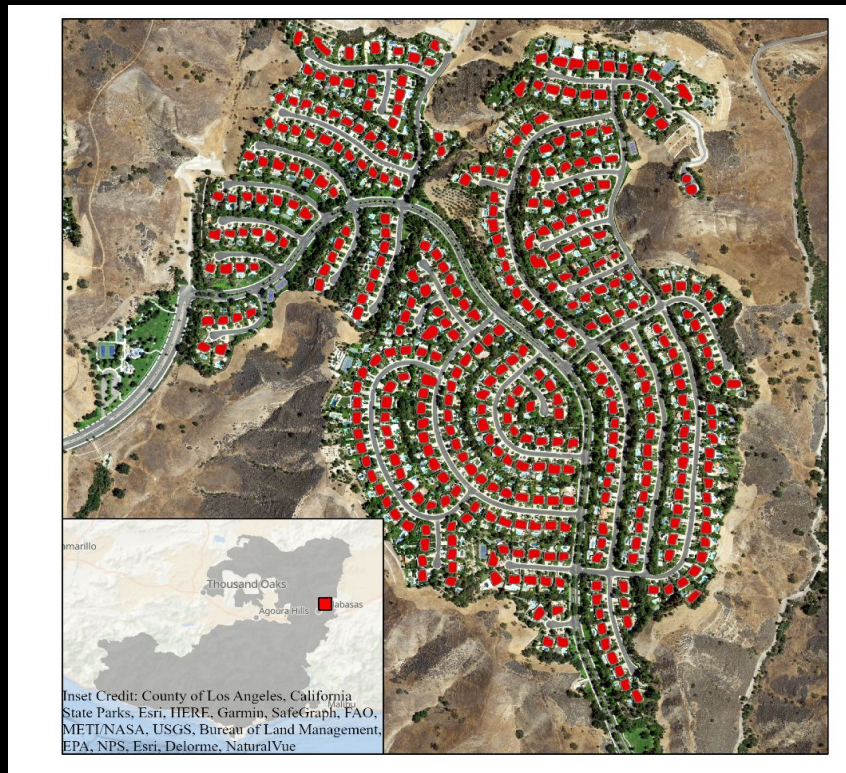 amarillo
Thousand Oaks
Agoura Hills
abasas
Malibu
Inset Credit: County of Los Angeles, California
State Parks, Esri, HERE, Garmin, SafeGraph, FAO,
METI/NASA, USGS, Bureau of Land Management,
EPA, NPS, Esri, Delorme, NaturalVue